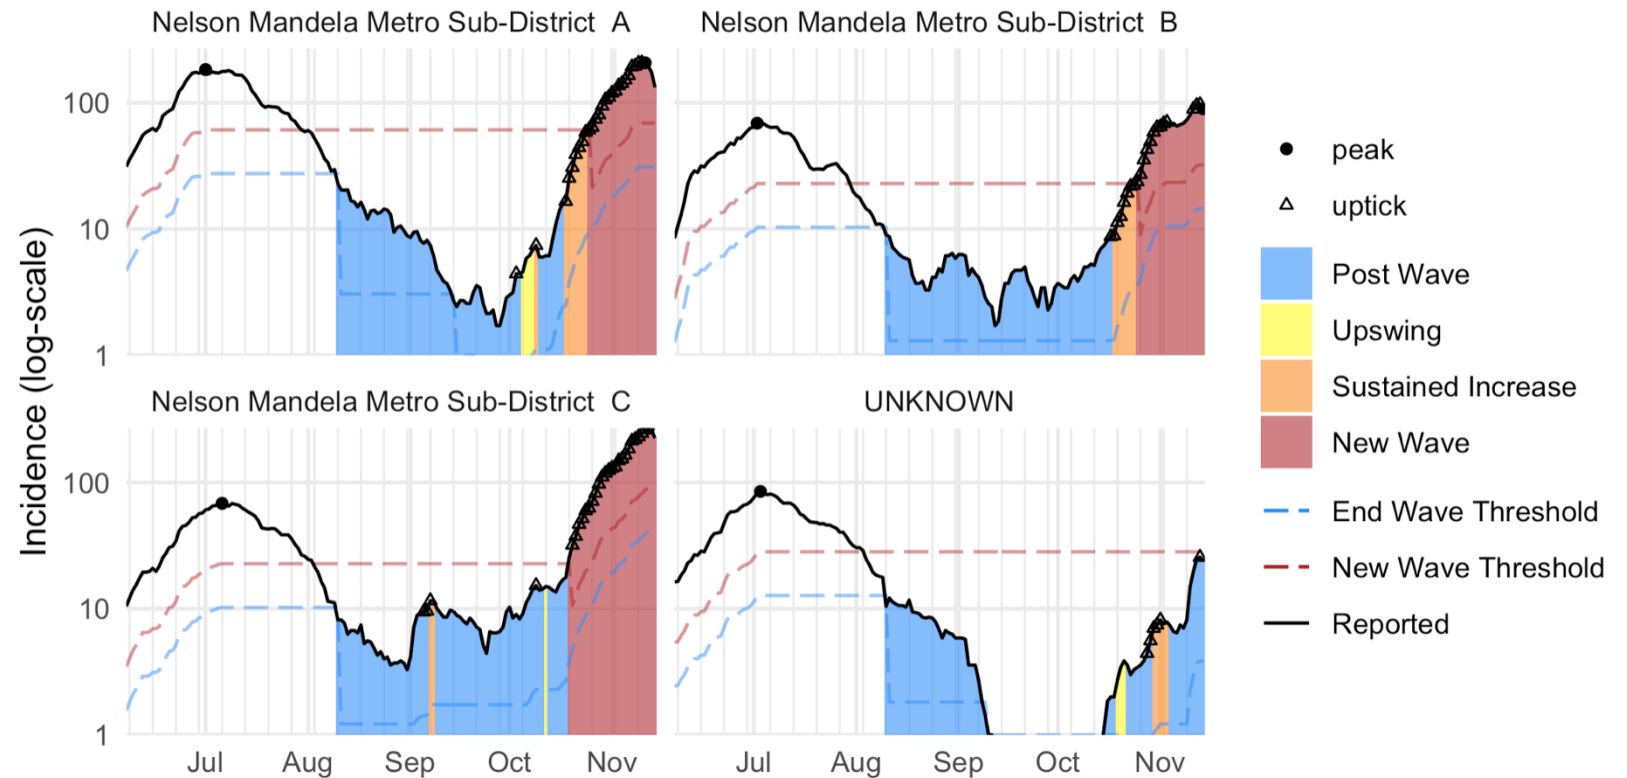 Nelson Mandela Metro Sub-District A
Nelson Mandela Metro Sub-District B
Incidence (log-scale)
100
10
1
Nelson Mandela Metro Sub-District C
UNKNOWN
100
10
1
Jul Aug Sep Oct Nov
Jul Aug Sep Oct Nov
peak
uptick
Post Wave
Upswing
Sustained Increase
New Wave
End Wave Threshold
New Wave Threshold
Reported